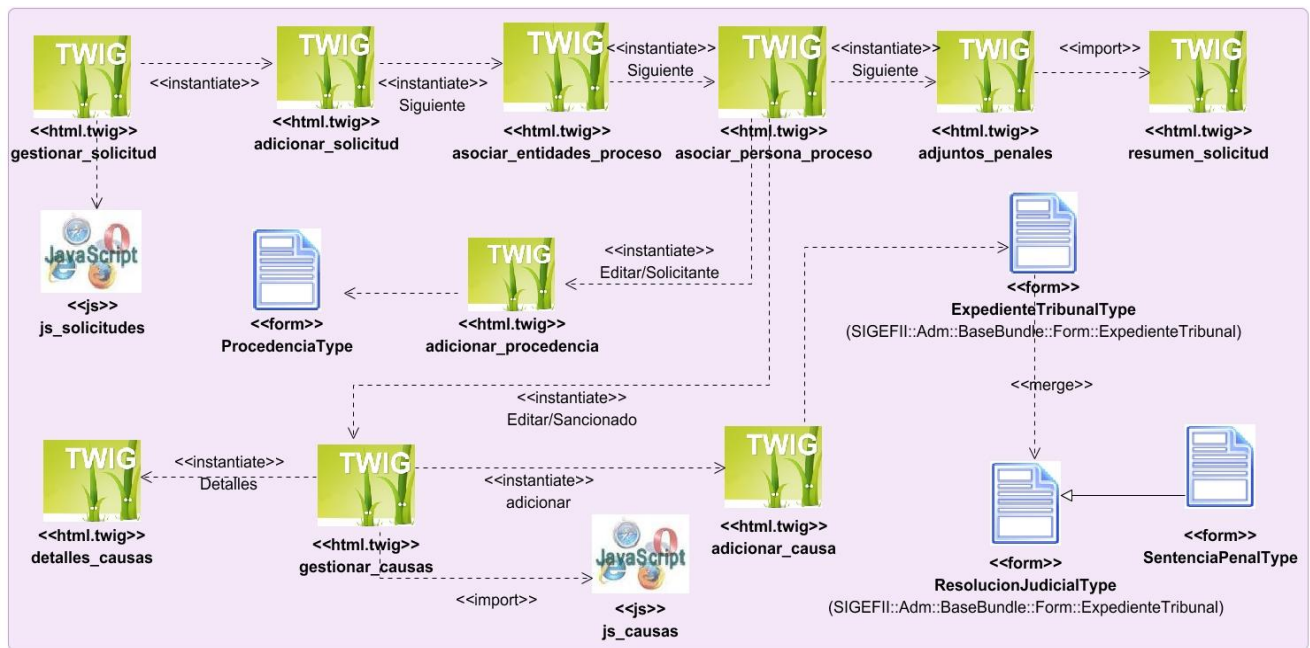 TWIG
<<html.twig>>
gestionar_solicitud
<<instantiate>>
TWIG
<<html.twig>>
adicionar_solicitud
<<instantiate>>
Siguiente
TWIG
<<html.twig>>
asociar_entidades_proceso
<<instantiate>>
Siguiente
TWIG
<<html.twig>>
asociar_persona_proceso
<<instantiate>>
Siguiente
TWIG
<<html.twig>>
adjuntos_penales
<<import>>
TWIG
<<html.twig>>
resumen_solicitud
JavaScript
<<js>>
js_solicitudes
<<form>>
ProcedenciaType
TWIG
<<html.twig>>
adicionar_procedencia
<<instantiate>>
Editar/Solicitante
<<form>>
ExpedienteTribunalType
(SIGEFII::Adm::BaseBundle::Form::ExpedienteTribunal)
<<merge>>
<<instantiate>>
Editar/Sancionado
TWIG
<<html.twig>>
detalles_causas
<<instantiate>>
Detalles
TWIG
<<html.twig>>
gestionar_causas
<<instantiate>>
adicionar
TWIG
<<html.twig>>
adicionar_causa
<<import>>
JavaScript
<<js>>
js_causas
<<form>>
ResolucionJudicialType
(SIGEFII::Adm::BaseBundle::Form::ExpedienteTribunal)
<<form>>
SentenciaPenalType